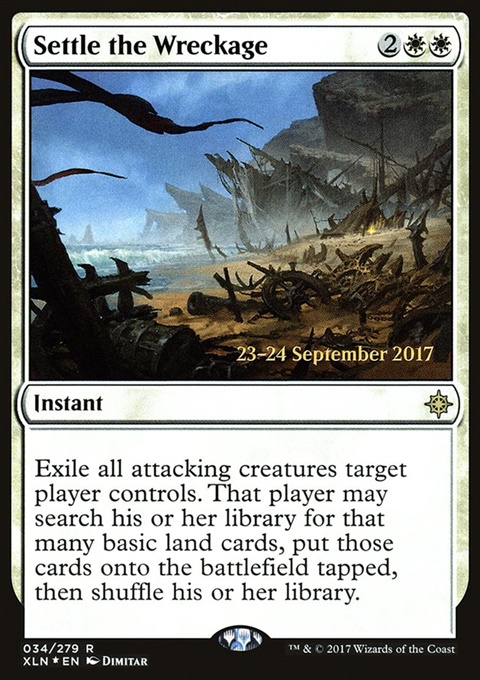 Settle the Wreckage 2
23–24 September 2017
Instant
Exile all attacking creatures target
player controls. That player may
search his or her library for that
many basic land cards, put those
cards onto the battlefield tapped,
then shuffle his or her library.
034/279 R
XLN★EN Dimitar
™ & © 2017 Wizards of the Coast